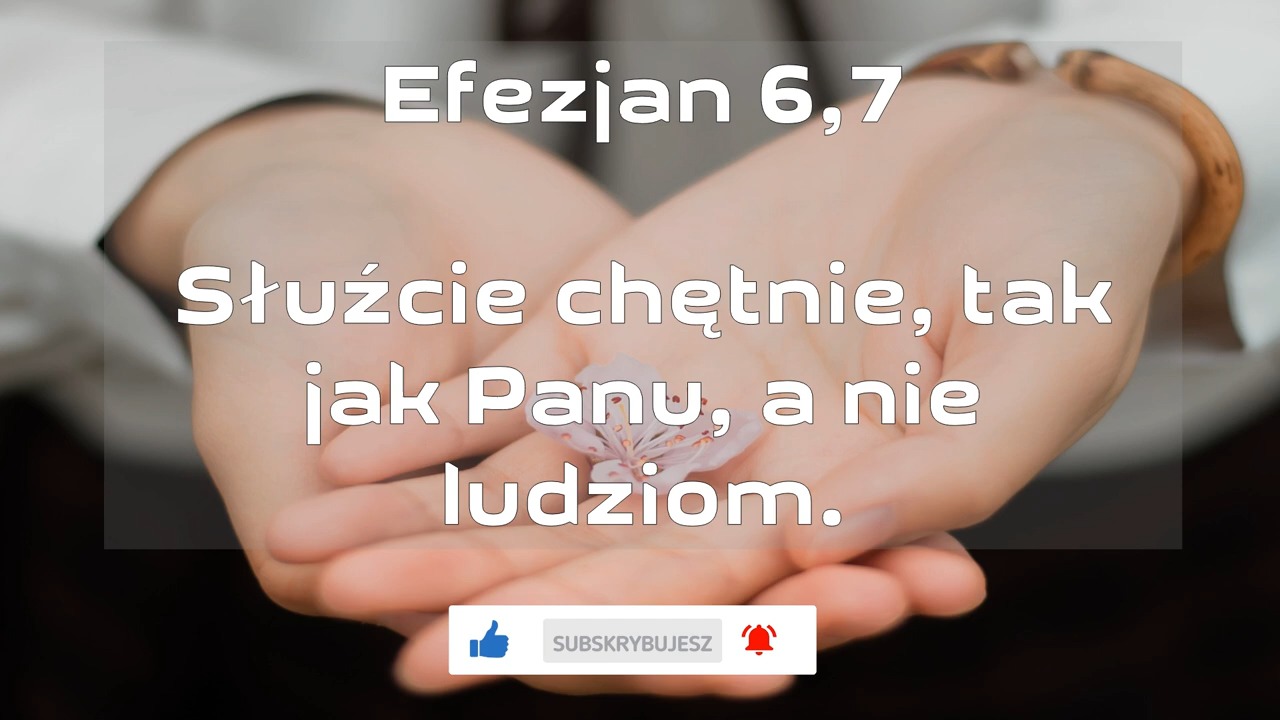 Efezjan 6,7
Służcie chętnie, tak
jak Panu, a nie
ludziom.
SUBSKRYBUJESZ